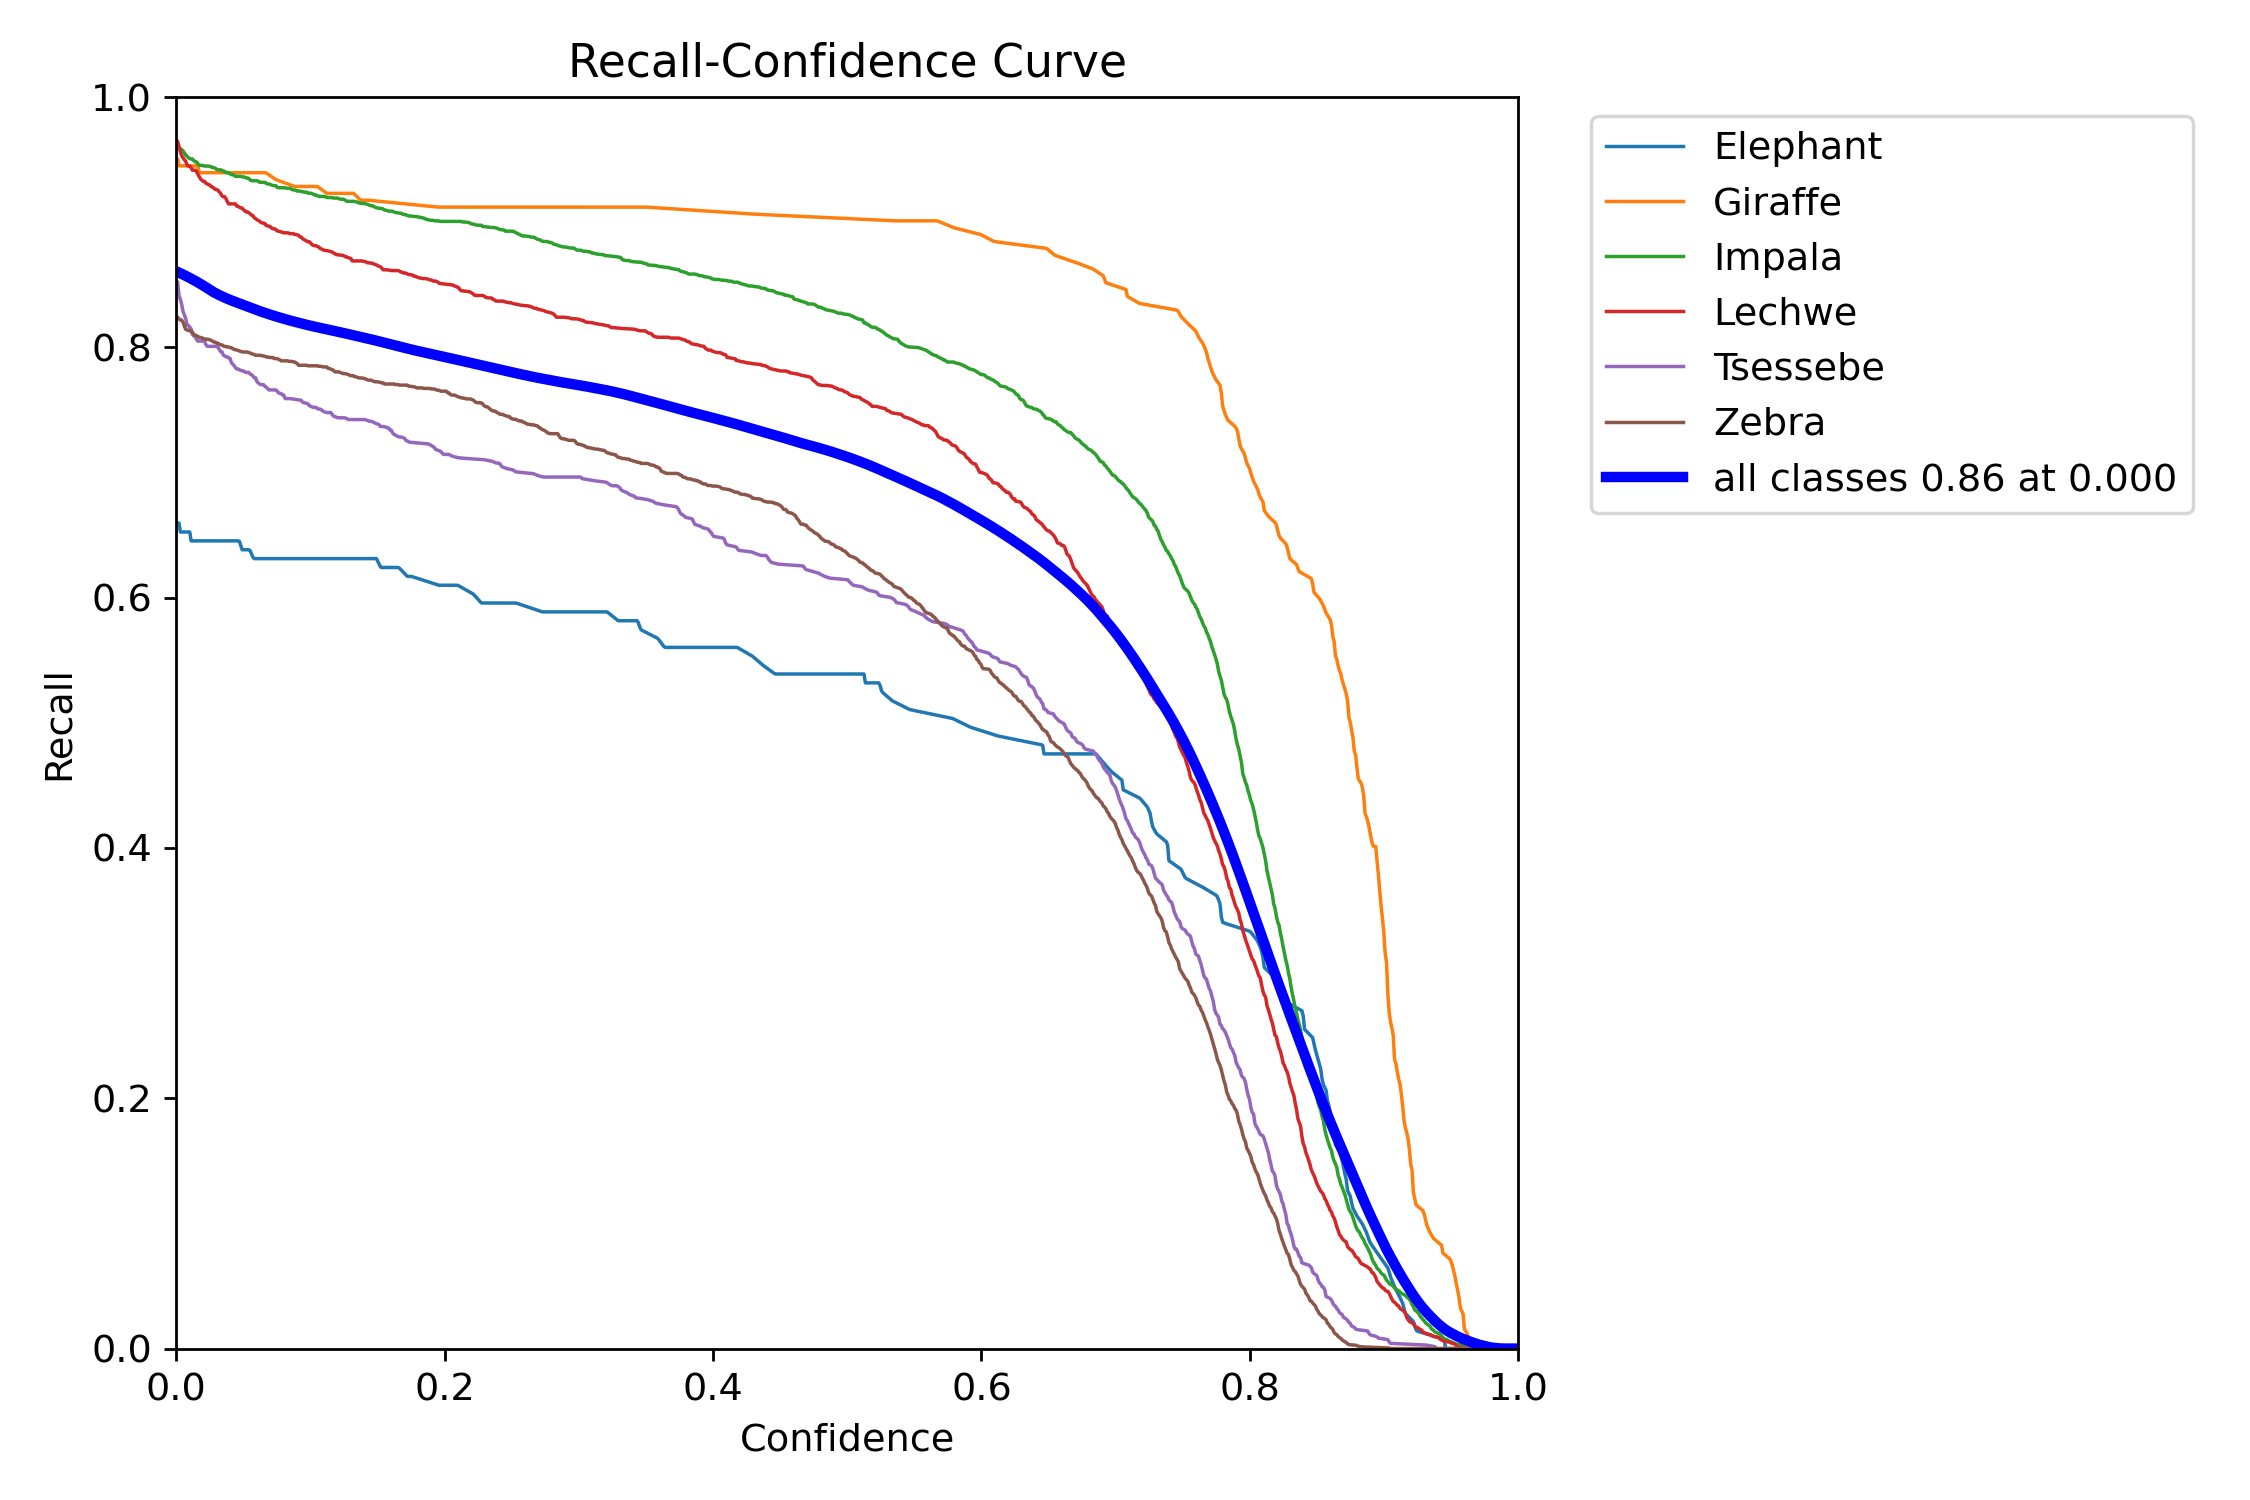 Recall-Confidence Curve
1.0
0.8
0.6
0.4
0.2
0.0
Recall
0.0 0.2 0.4 0.6 0.8 1.0
Confidence
Elephant
Giraffe
Impala
Lechwe
Tsessebe
Zebra
all classes 0.86 at 0.000